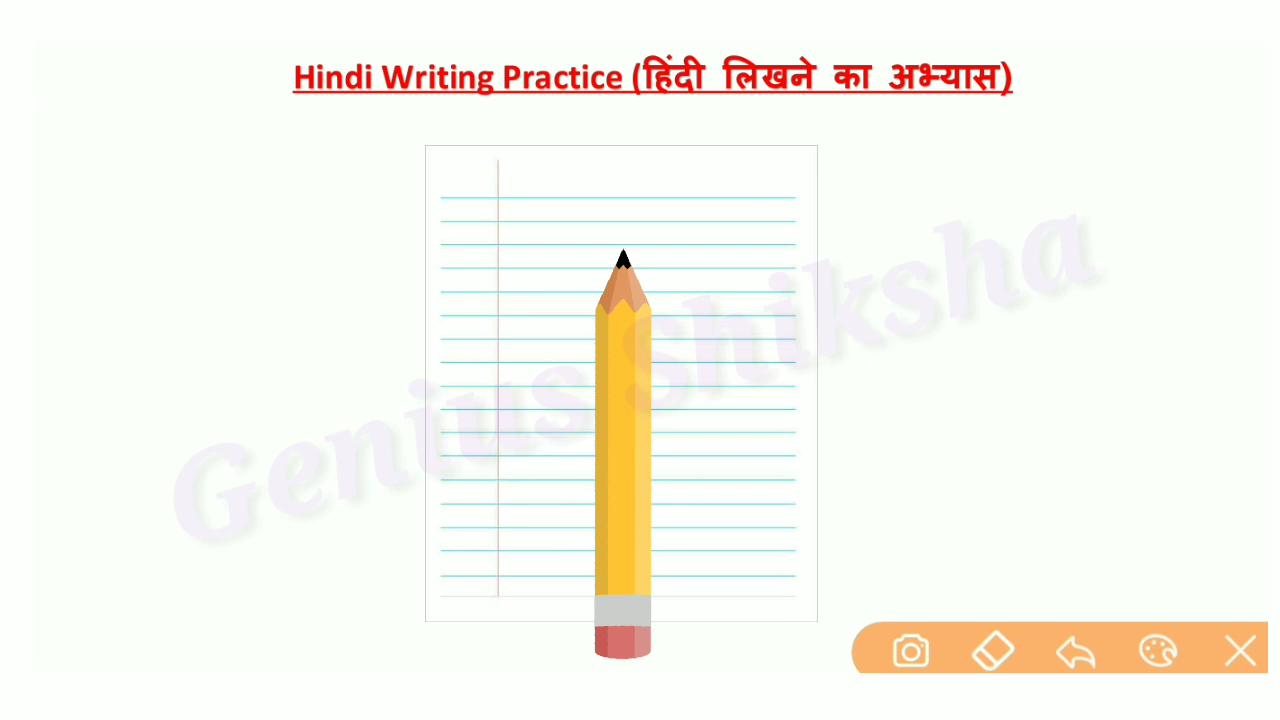 Hindi Writing Practice (हिंदी लिखने का अभ्यास)
Genius Shiksha